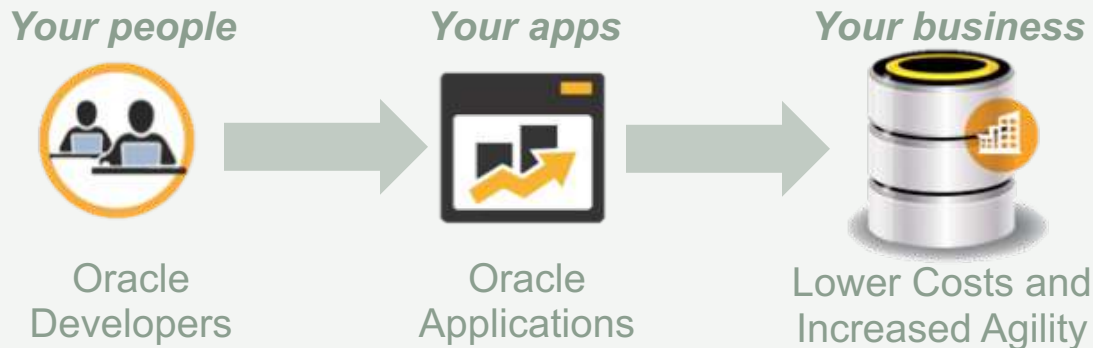 Your people
Your apps
Your business
Oracle
Developers
Oracle
Applications
Lower Costs and
Increased Agility